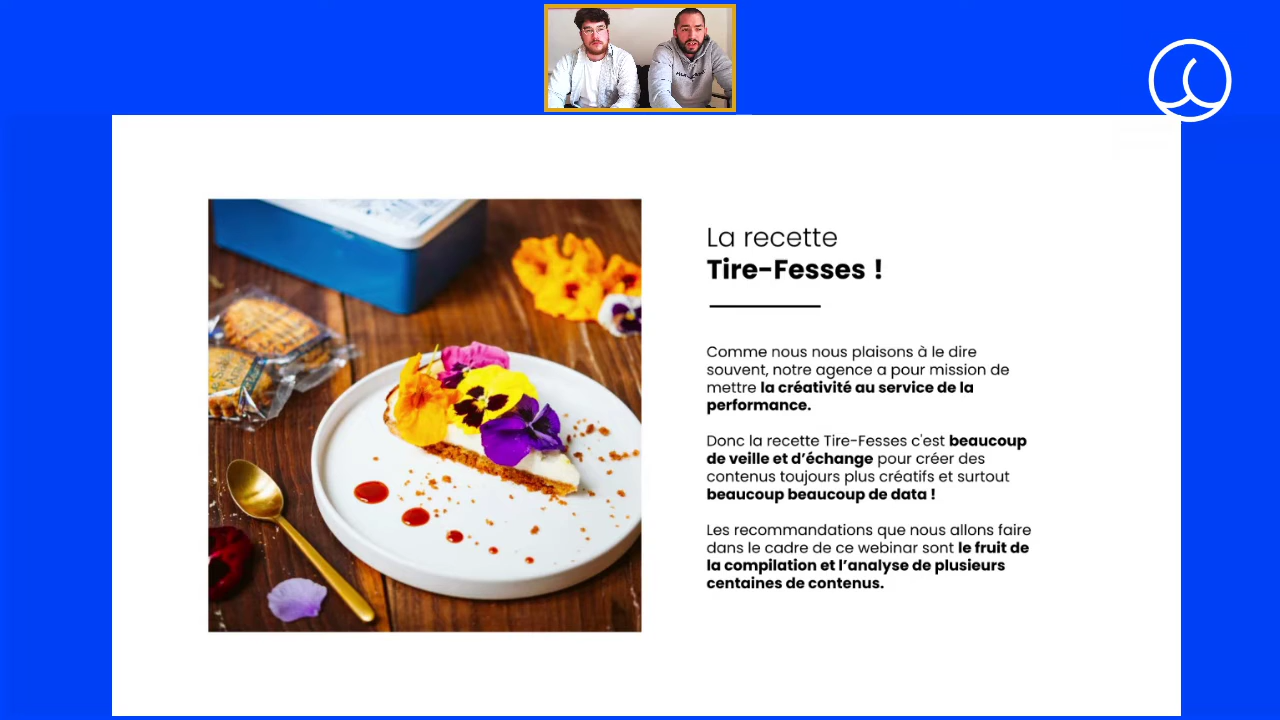 La recette
Tire-Fesses !
Comme nous nous plaisons à le dire
souvent, notre agence a pour mission de
mettre la créativité au service de la
performance.
Donc la recette Tire-Fesses c'est beaucoup
de veille et d’échange pour créer des
contenus toujours plus créatifs et surtout
beaucoup beaucoup de data !
Les recommandations que nous allons faire
dans le cadre de ce webinar sont le fruit de
la compilation et l’analyse de plusieurs
centaines de contenus.